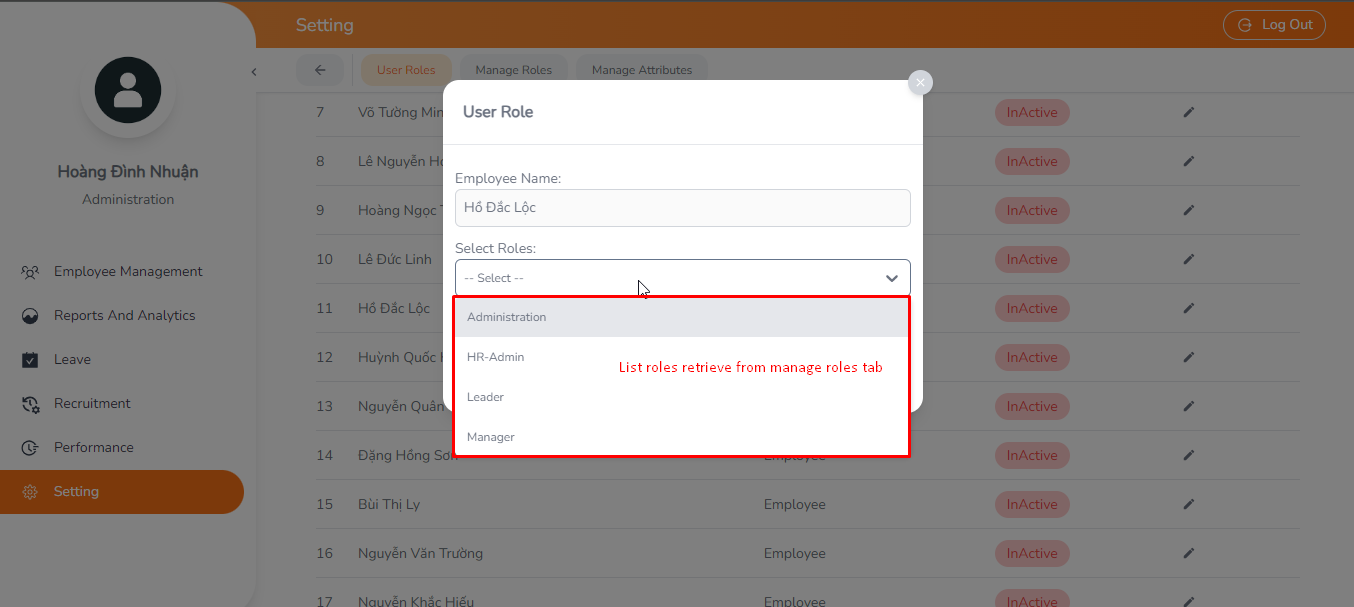 Setting
Log Out
User Roles
Manage Roles
Manage Attributes
Hoàng Đình Nhuận
Administration
Employee Management
Reports And Analytics
Leave
Recruitment
Performance
Setting
User Role
Employee Name:
Hồ Đắc Lộc
Select Roles:
-- Select --
Administration
HR-Admin
List roles retrieve from manage roles tab
Leader
Manager
7 Võ Tường Min InActive
8 Lê Nguyễn InActive
9 Hoàng Ngọc InActive
10 Lê Đức Linh InActive
11 Hồ Đắc Lộc InActive
12 Huỳnh Quốc InActive
13 Nguyễn Quân InActive
14 Đặng Hồng Sơn Employee InActive
15 Bùi Thị Ly Employee InActive
16 Nguyễn Văn Trường Employee InActive
17 Nguyễn Khắc Hiếu Employee InActive